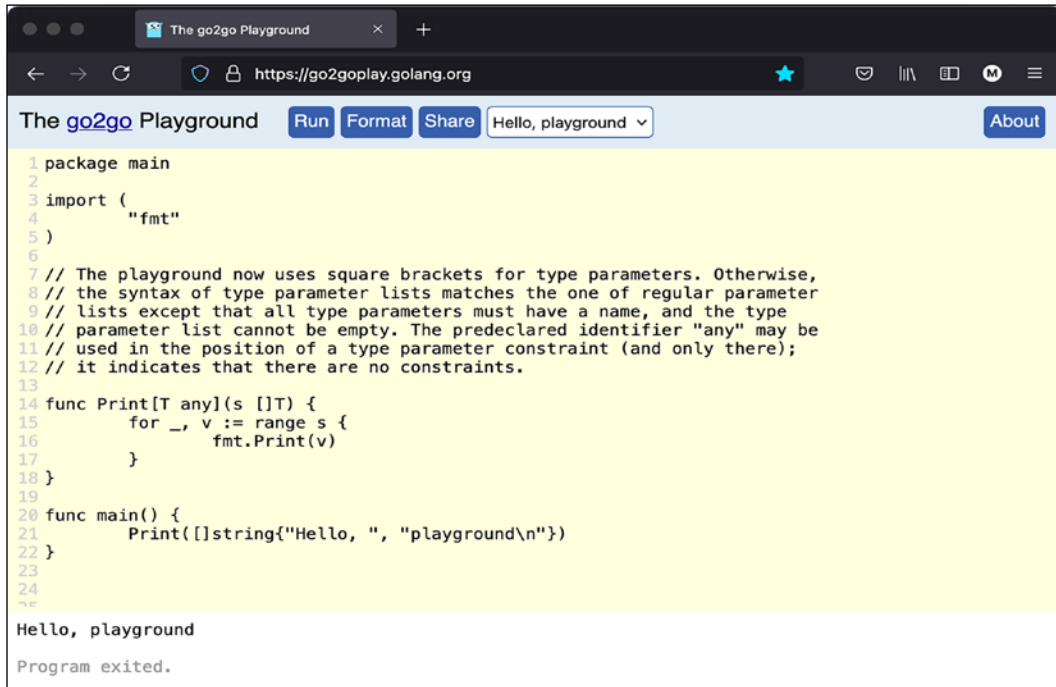 The go2go Playground
https://go2goplay.golang.org
M
The go2go Playground Run Format Share Hello, playground About
1 package main
2
3 import (
4 "fmt"
5 )
6
7 // The playground now uses square brackets for type parameters. Otherwise,
8 // the syntax of type parameter lists matches the one of regular parameter
9 // lists except that all type parameters must have a name, and the type
10 // parameter list cannot be empty. The predeclared identifier "any" may be
11 // used in the position of a type parameter constraint (and only there);
12 // it indicates that there are no constraints.
13
14 func Print[T any](s []T) {
15 for _, v := range s {
16 fmt.Print(v)
17 }
18 }
19
20 func main() {
21 Print([]string{"Hello, ", "playground\n"})
22 }
23
24
Hello, playground
Program exited.